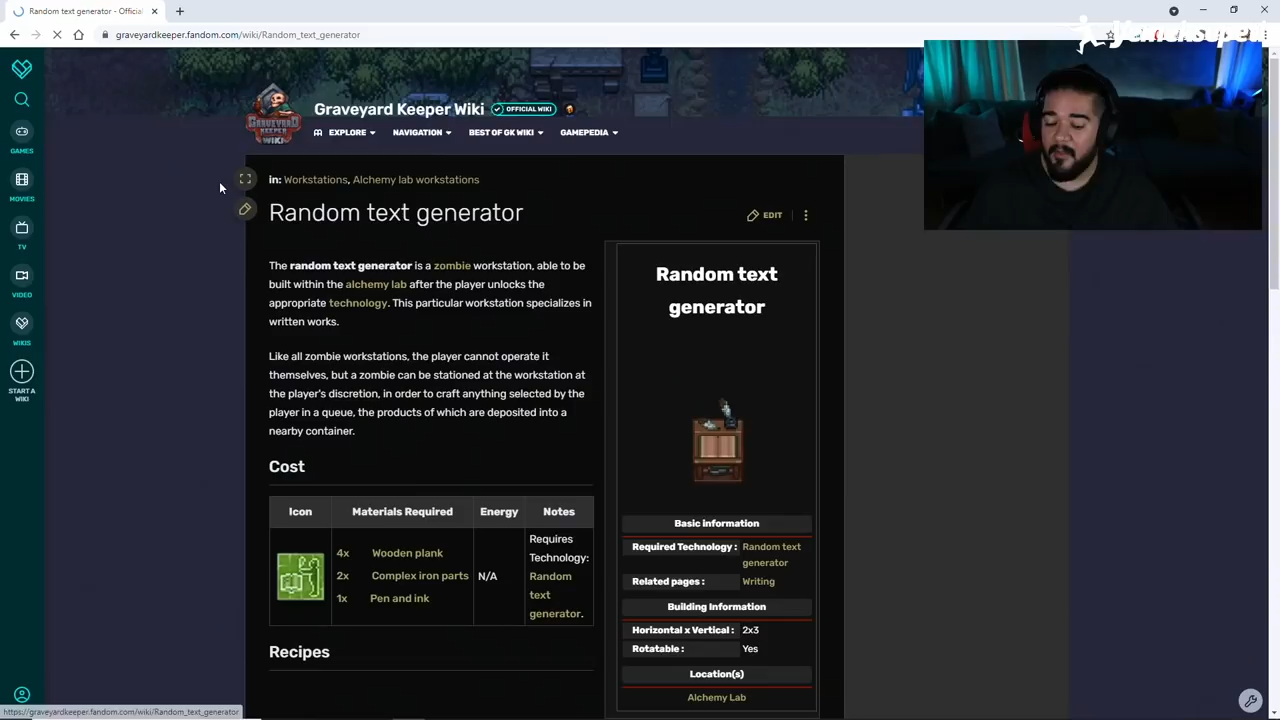 Random text generator - Official
graveyardkeeper.fandom.com/wiki/Random_text_generator
GAMES
MOVIES
TV
VIDEO
WIKIS
START A
WIKI
GRAVEYARD
KEEPER
WIKI
Graveyard Keeper Wiki
OFFICIAL WIKI
EXPLORE
NAVIGATION
BEST OF GK WIKI
GAMEPEDIA
in: Workstations, Alchemy lab workstations
Random text generator
EDIT
The random text generator is a zombie workstation, able to be
built within the alchemy lab after the player unlocks the
appropriate technology. This particular workstation specializes in
written works.
Like all zombie workstations, the player cannot operate it
themselves, but a zombie can be stationed at the workstation at
the player's discretion, in order to craft anything selected by the
player in a queue, the products of which are deposited into a
nearby container.
Cost
Icon Materials Required Energy Notes
4x Wooden plank
2x Complex iron parts
1x Pen and ink
N/A
Requires
Technology:
Random
text
generator.
Recipes
Random text
generator
Basic information
Required Technology : Random text
generator
Related pages : Writing
Building Information
Horizontal x Vertical : 2x3
Rotatable : Yes
Location(s)
Alchemy Lab
https://graveyardkeeper.fandom.com/wiki/Random_text_generator